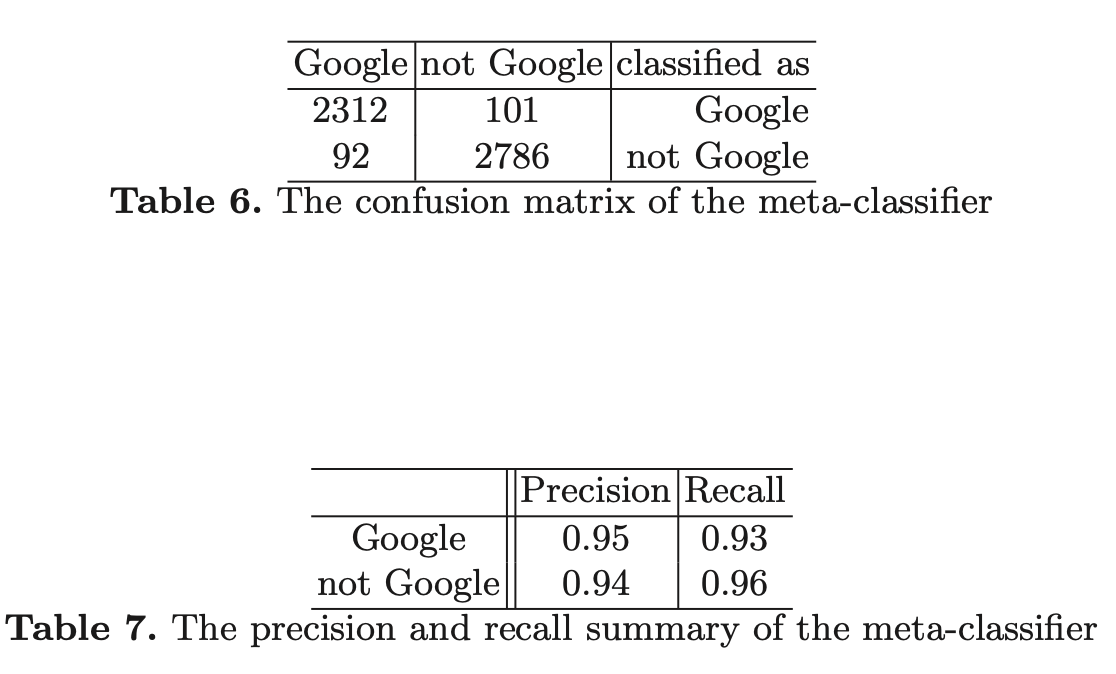 Google not Google classified as
2312 101 Google
92 2786 not Google
Table 6. The confusion matrix of the meta-classifier
Precision Recall
Google 0.95 0.93
not Google 0.94 0.96
Table 7. The precision and recall summary of the meta-classifier